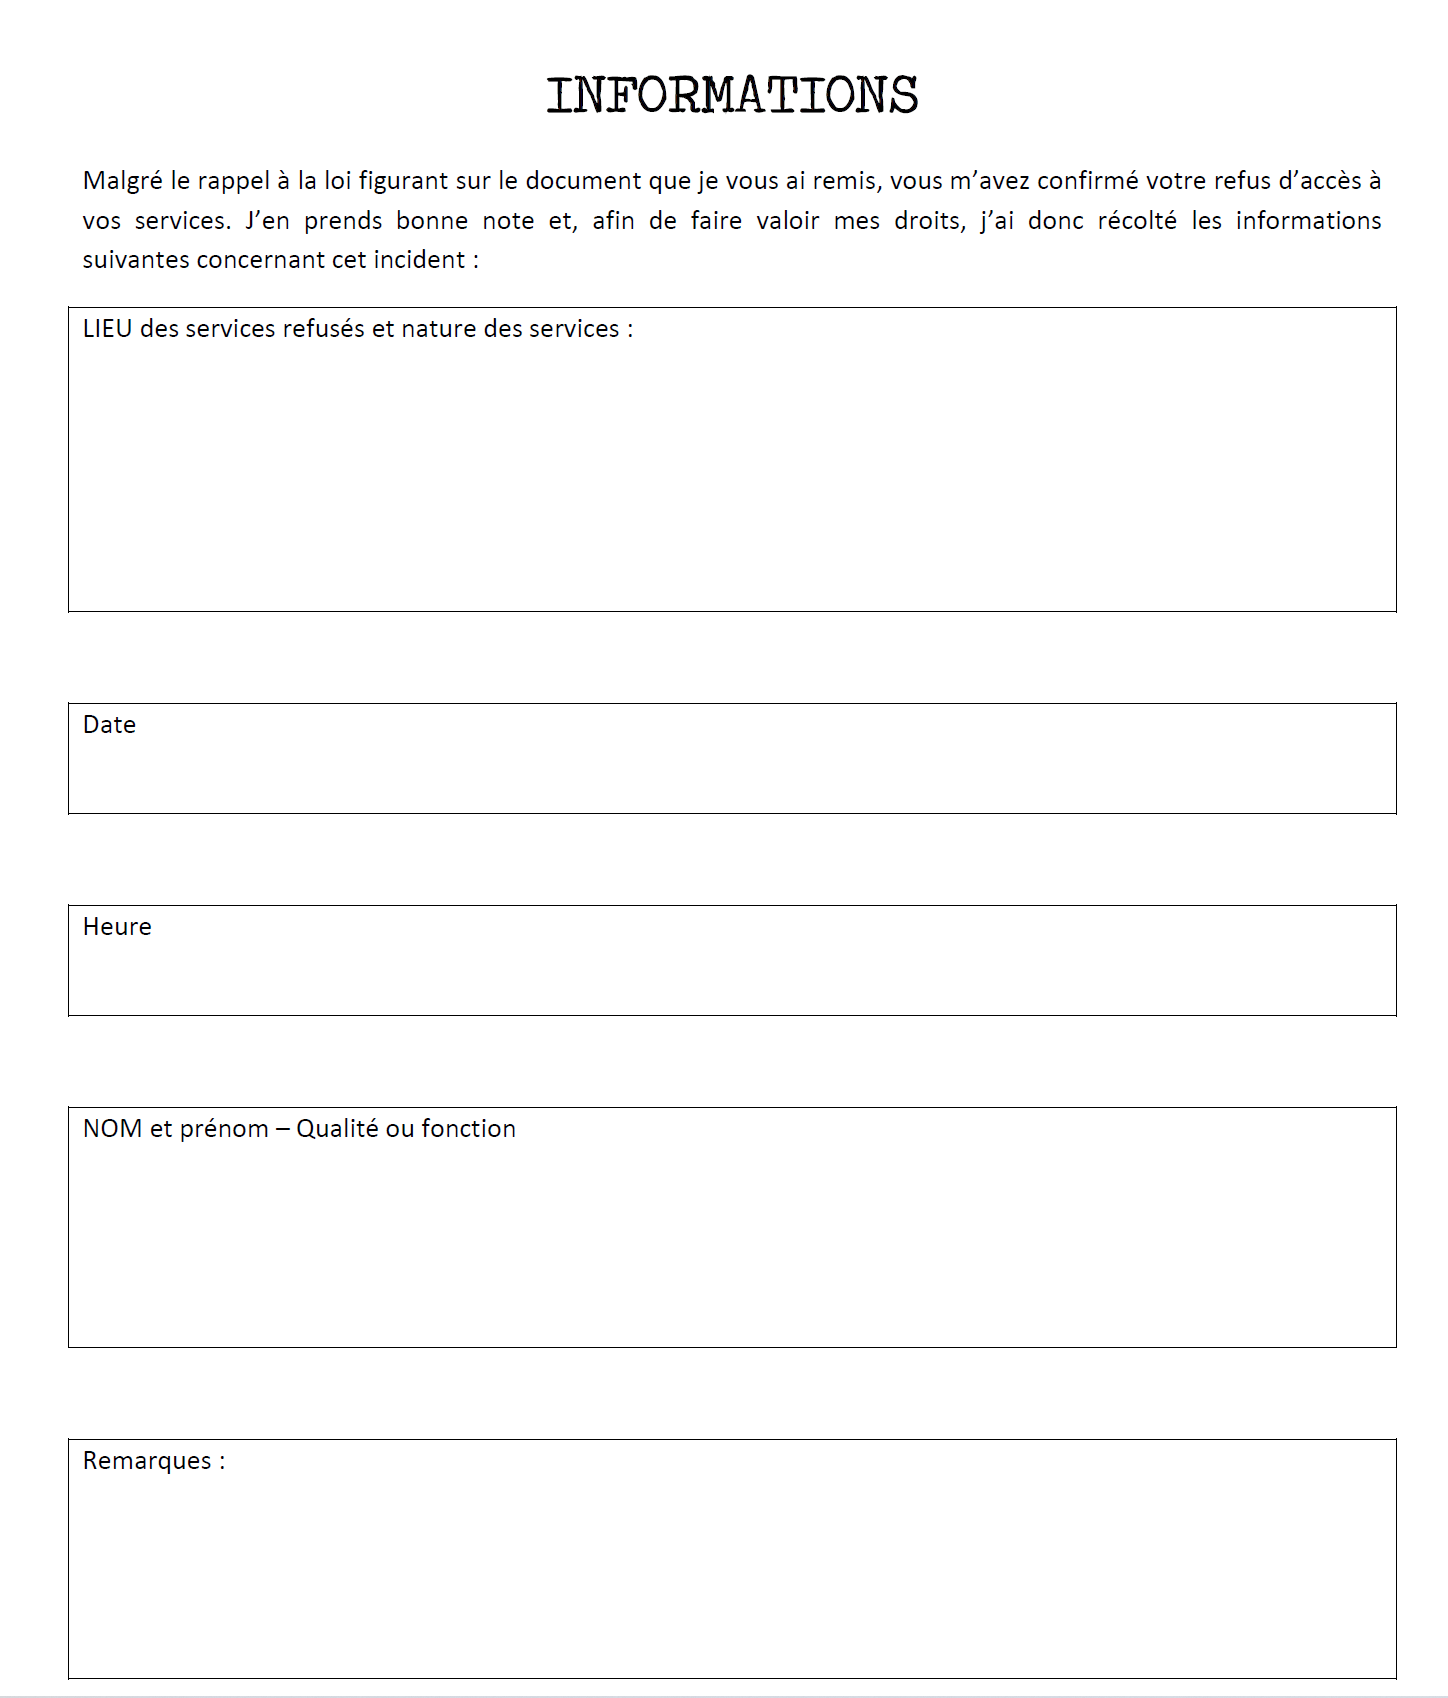 INFORMATIONS
Malgré le rappel à la loi figurant sur le document que je vous ai remis, vous m’avez confirmé votre refus d’accès à
vos services. J’en prends bonne note et, afin de faire valoir mes droits, j’ai donc récolté les informations
suivantes concernant cet incident :
LIEU des services refusés et nature des services :
Date
Heure
NOM et prénom – Qualité ou fonction
Remarques :